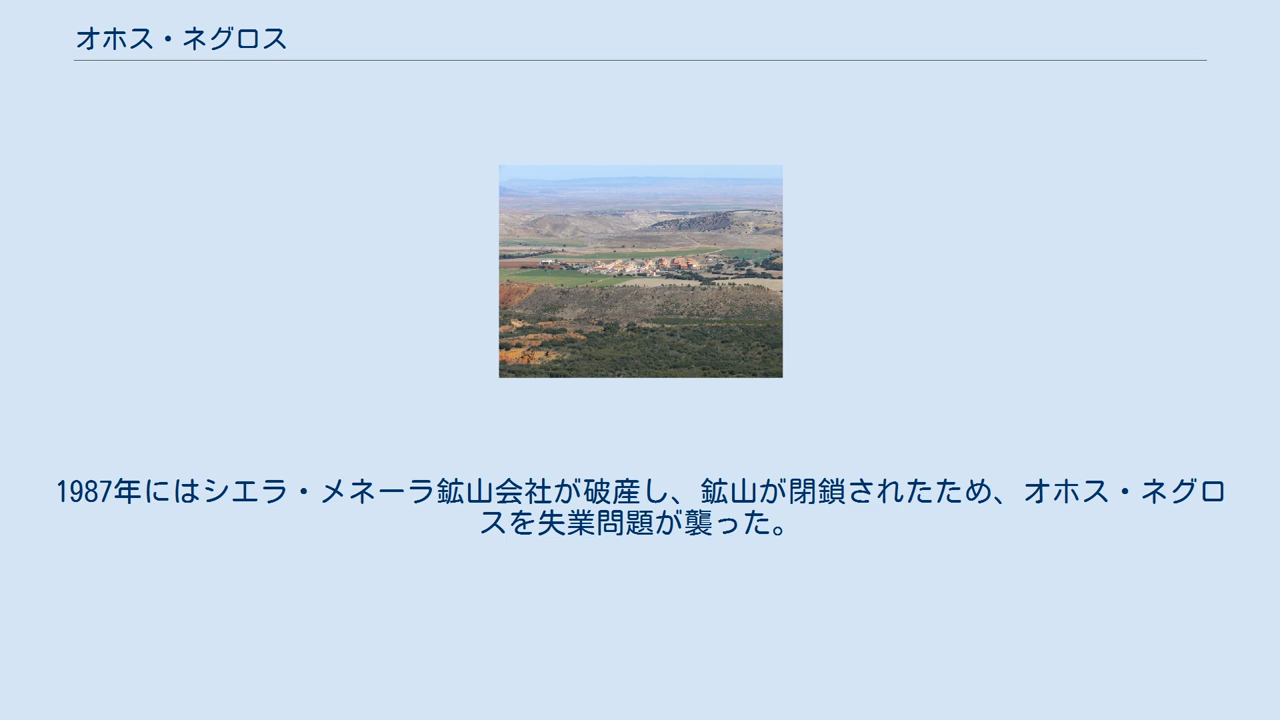 オホス・ネグロス
1987年にはシエラ・メネーラ鉱山会社が破産し、鉱山が閉鎖されたため、オホス・ネグロ
スを失業問題が襲った。